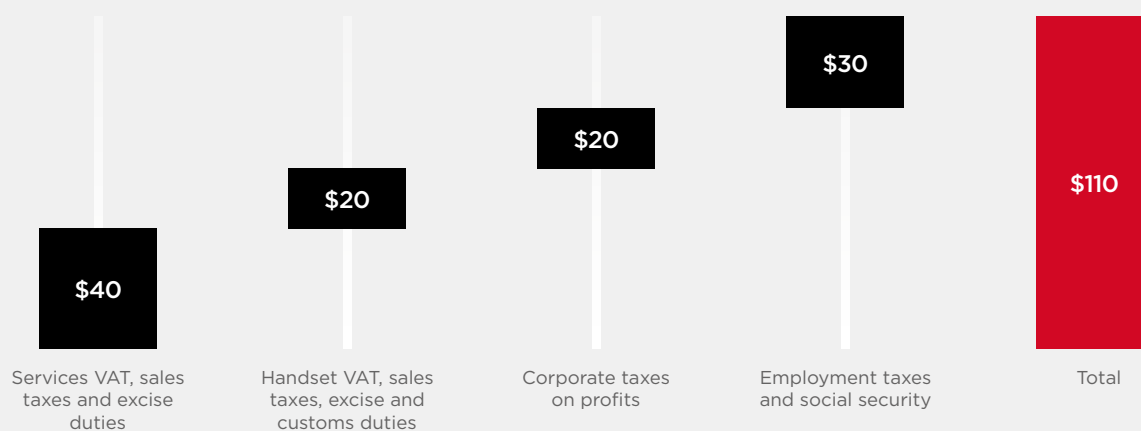 $30
$20
$110
$20
$40
Services VAT, sales
taxes and excise
duties
Handset VAT, sales
taxes, excise and
customs duties
Corporate taxes
on profits
Employment taxes
and social security
Total